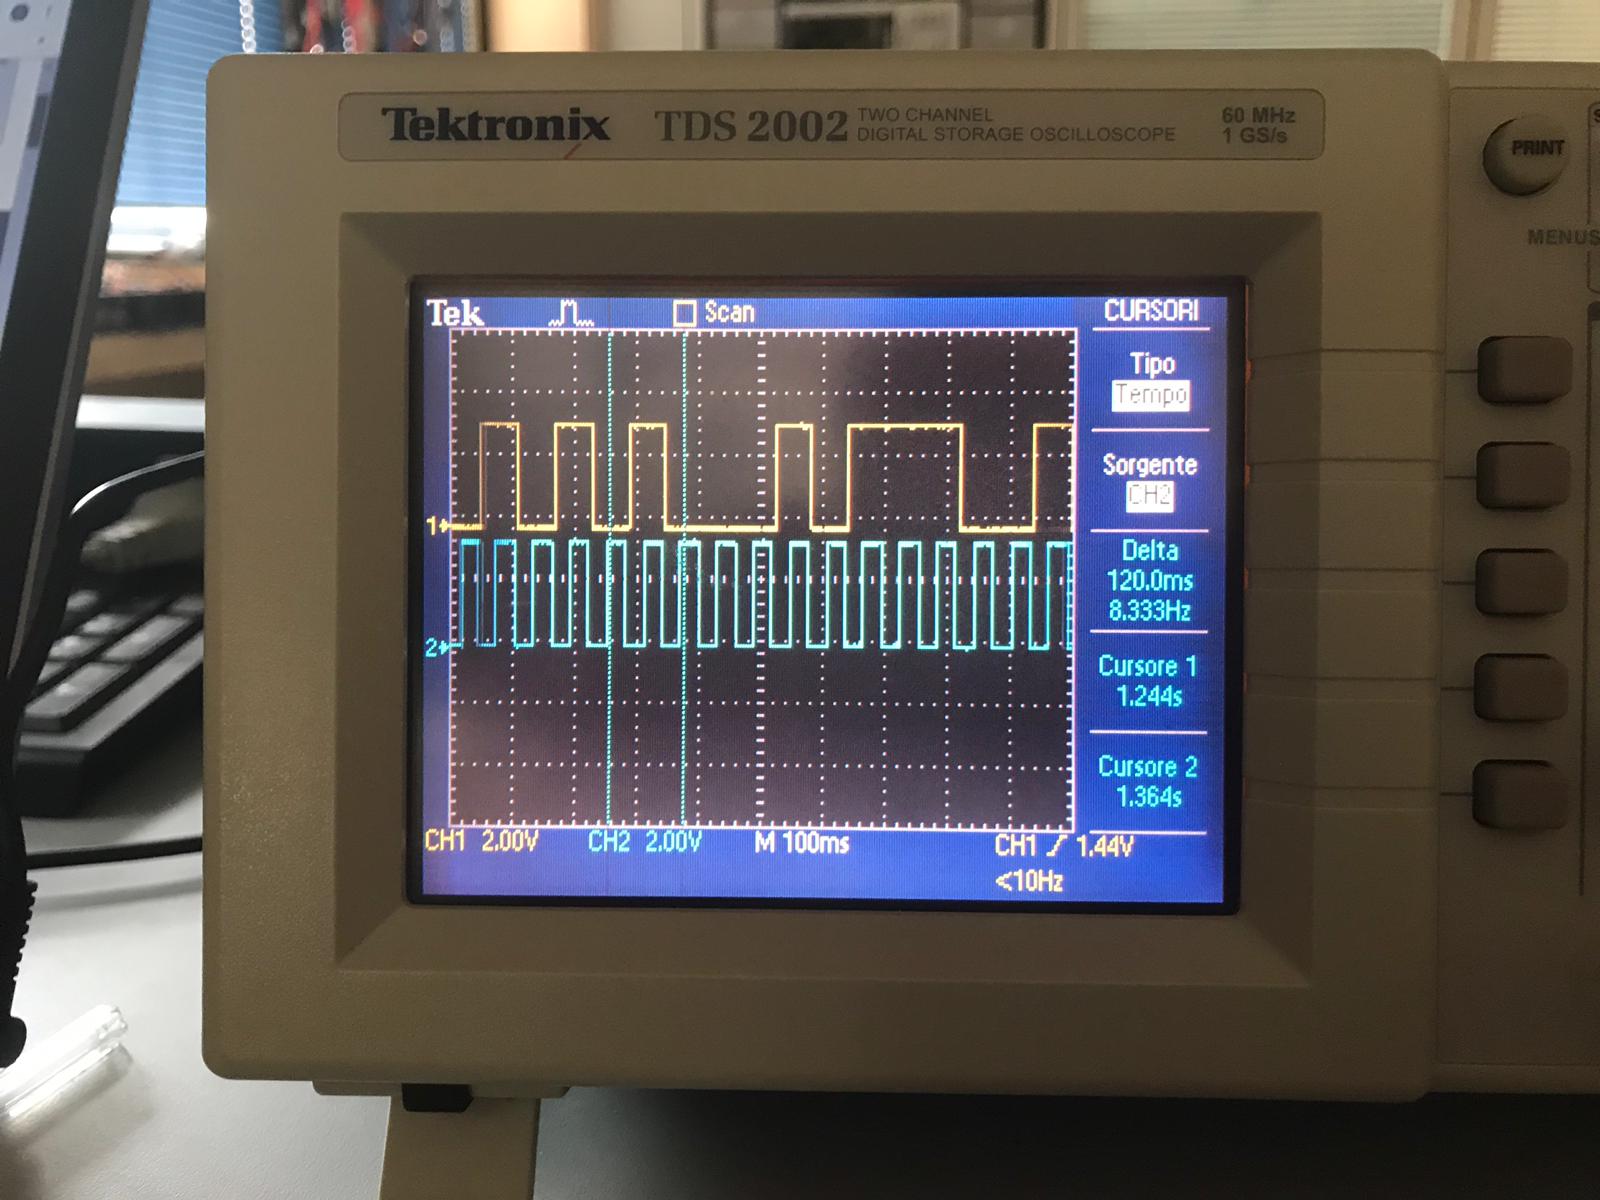 Tektronix TDS 2002 TWO CHANNEL
DIGITAL STORAGE OSCILLOSCOPE
60 MHz
1 GS/s
PRINT
MENUS
Tek Scan
CURSORI
Tipo
Tempo
Sorgente
CH2
Delta
120.0ms
8.333Hz
Cursore 1
1.244s
Cursore 2
1.364s
1
2
CH1 2.00V CH2 2.00V M 100ms CH1 1.44V
<10Hz